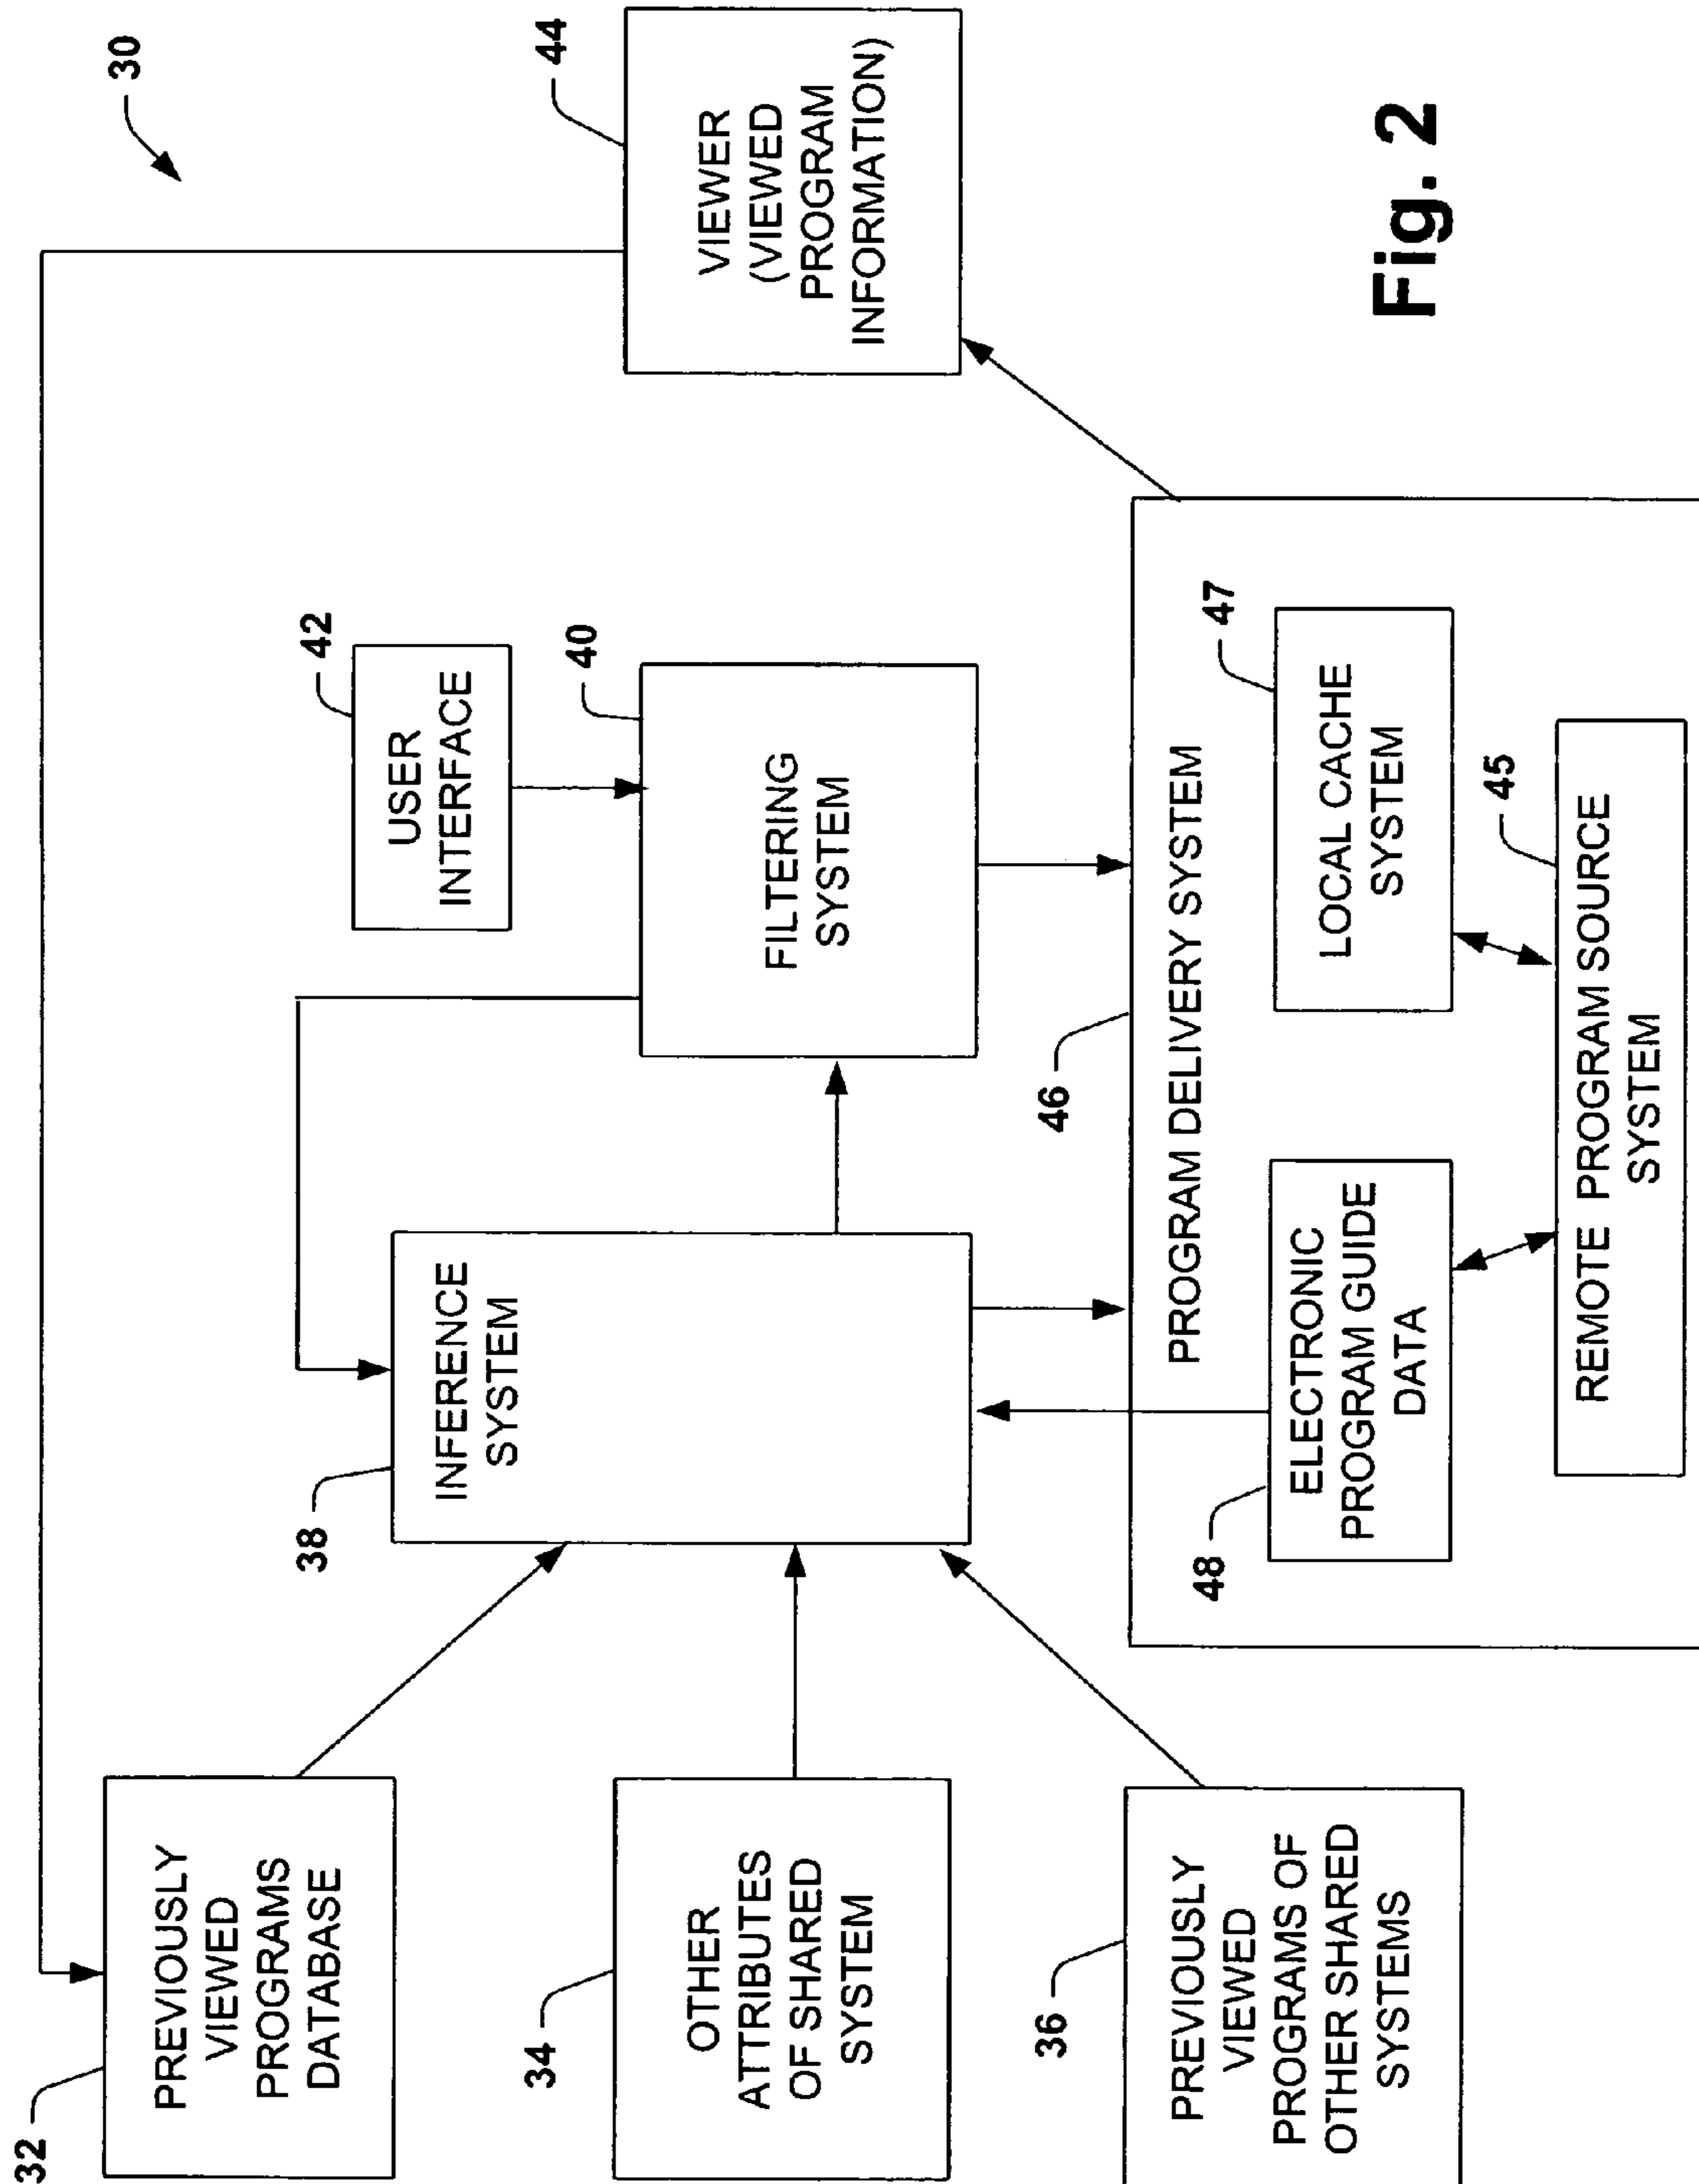 30
32
PREVIOUSLY
VIEWED
PROGRAMS
DATABASE
34
OTHER
ATTRIBUTES
OF SHARED
SYSTEM
36
PREVIOUSLY
VIEWED
PROGRAMS OF
OTHER SHARED
SYSTEMS
38
INFERENCE
SYSTEM
42
USER
INTERFACE
40
FILTERING
SYSTEM
44
VIEWER
(VIEWED
PROGRAM
INFORMATION)
46
PROGRAM DELIVERY SYSTEM
48
ELECTRONIC
PROGRAM GUIDE
DATA
47
LOCAL CACHE
SYSTEM
45
REMOTE PROGRAM SOURCE
SYSTEM
Fig. 2